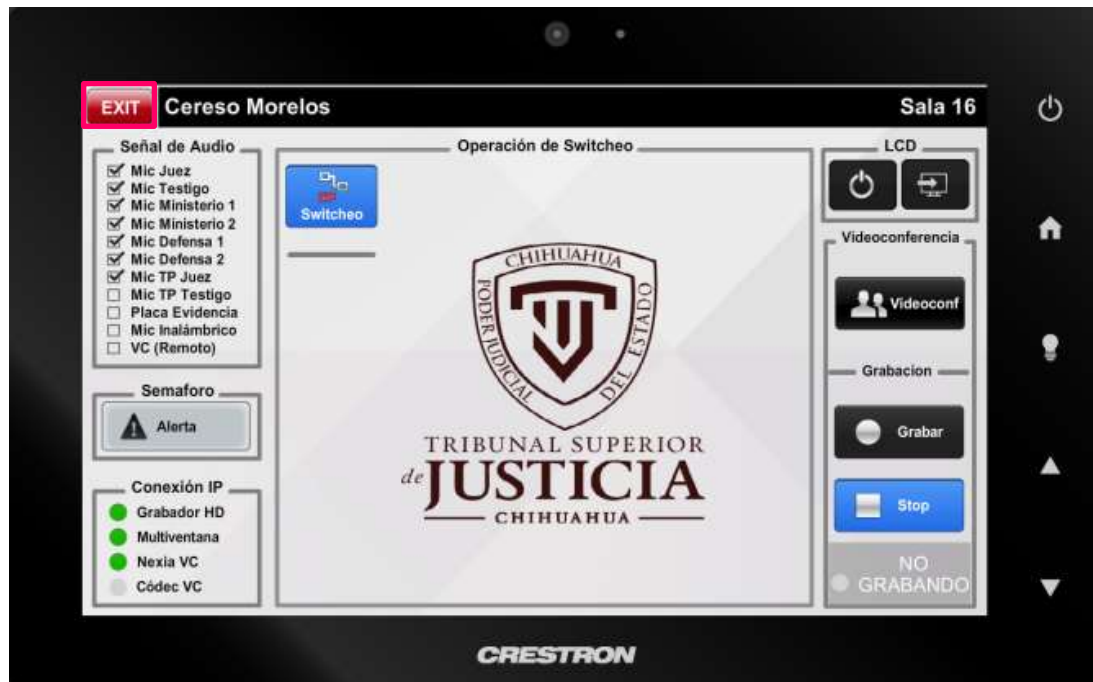 EXIT
Cereso Morelos
Sala 16
Señal de Audio
Mic Juez
Mic Testigo
Mic Ministerio 1
Mic Ministerio 2
Mic Defensa 1
Mic Defensa 2
Mic TP Juez
Mic TP Testigo
Placa Evidencia
Mic Inalámbrico
VC (Remoto)
Semaforo
Alerta
Conexión IP
Grabador HD
Multiventana
Nexia VC
Códec VC
Operación de Switcheo
Switcheo
CHIHUAHUA
PODER JUDICIAL
DEL ESTADO
TRIBUNAL SUPERIOR
de JUSTICIA
CHIHUAHUA
LCD
Videoconferencia
Videoconf
Grabacion
Grabar
Stop
NO
GRABANDO
CRESTRON